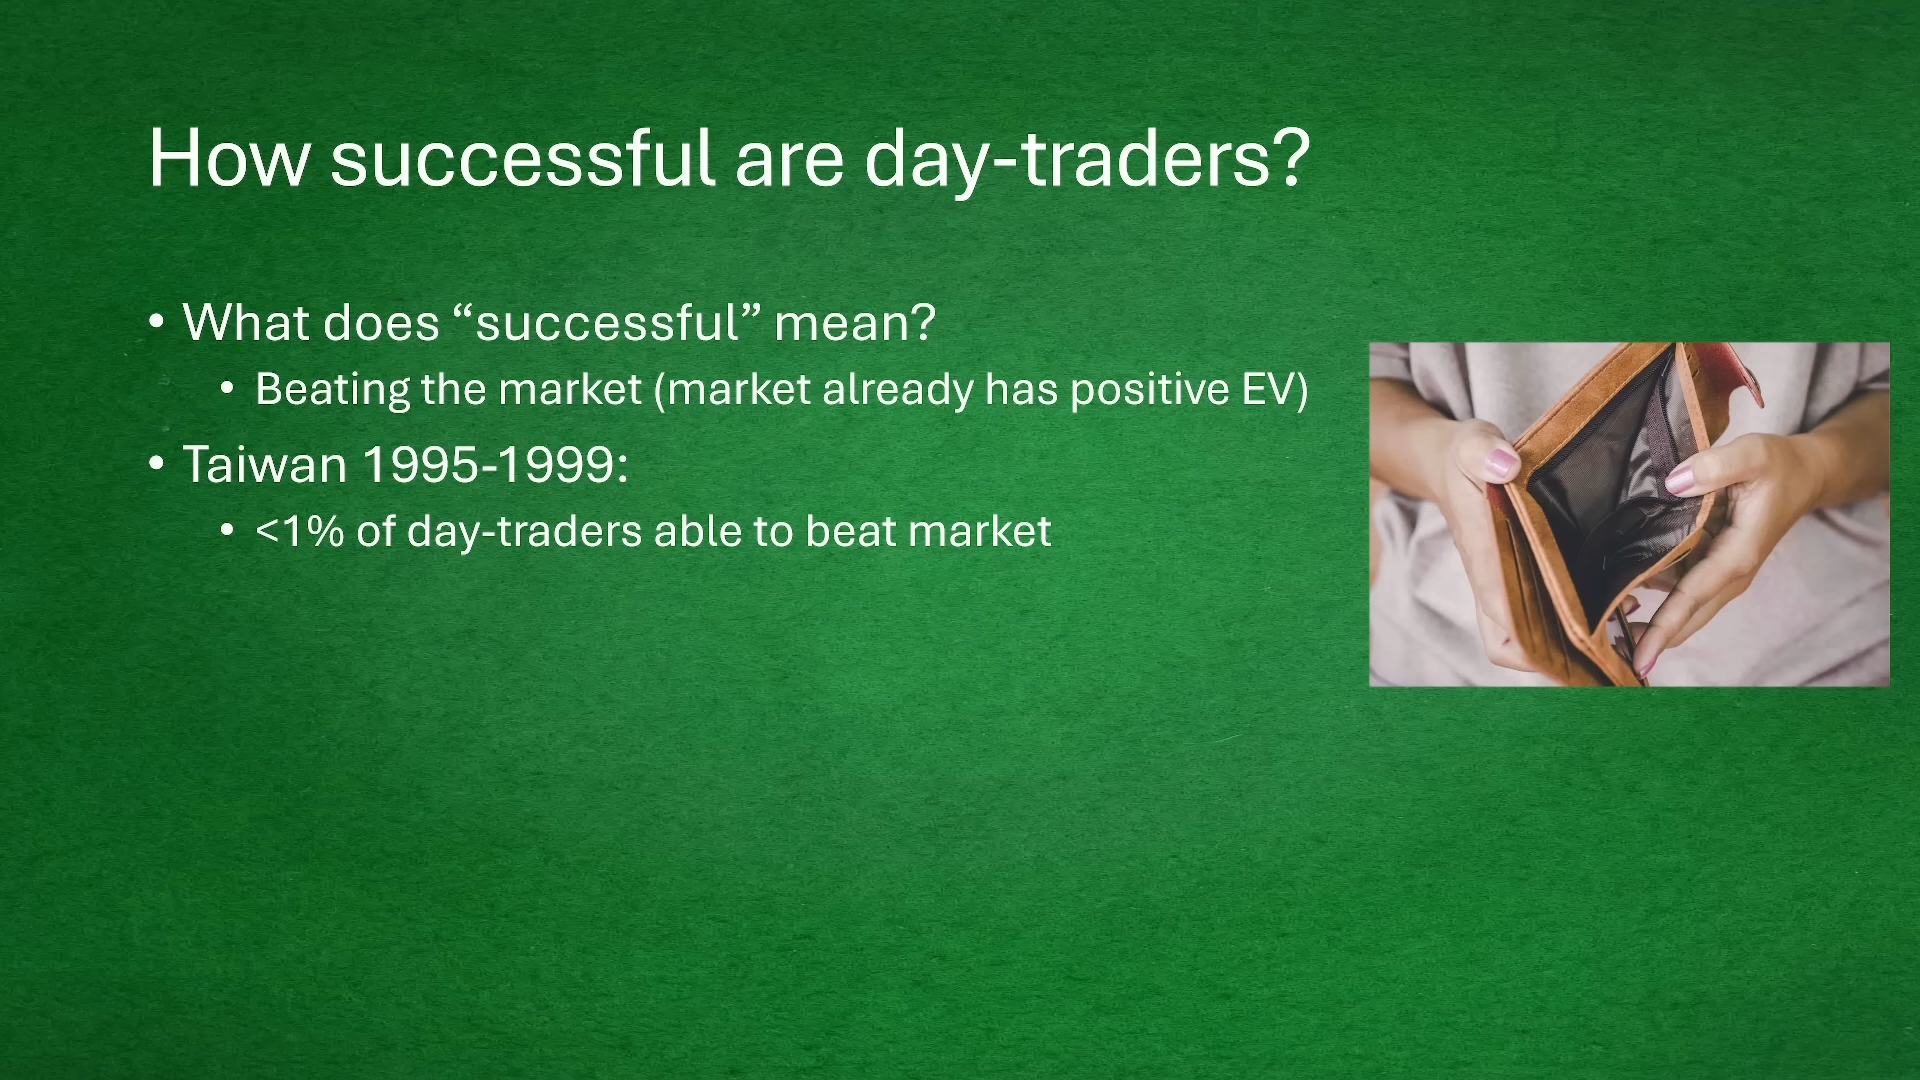 How successful are day-traders?
• What does “successful” mean?
• Beating the market (market already has positive EV)
• Taiwan 1995-1999:
• <1% of day-traders able to beat market